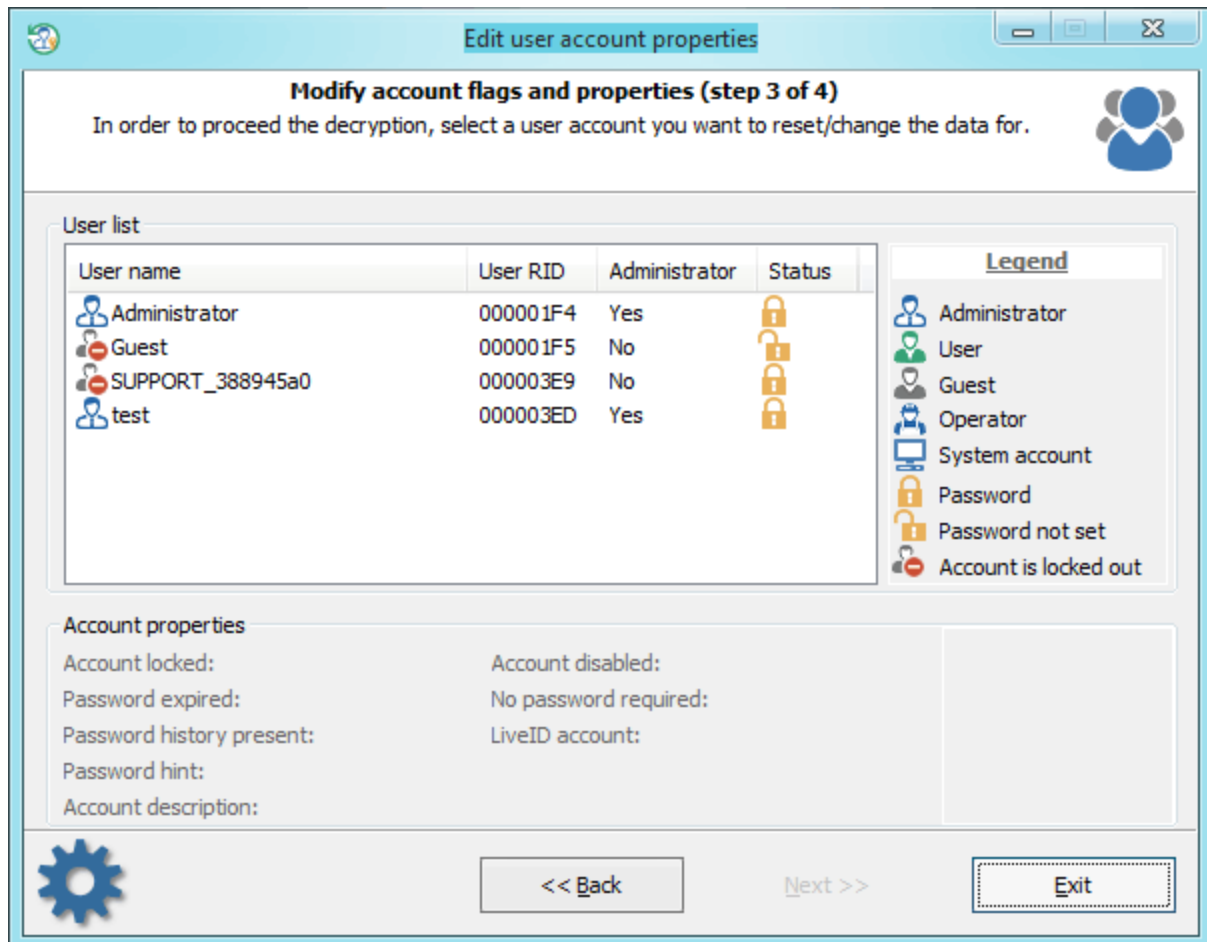 Edit user account properties
Modify account flags and properties (step 3 of 4)
In order to proceed the decryption, select a user account you want to reset/change the data for.
User list
User name User RID Administrator Status
Administrator 000001F4 Yes
Guest 000001F5 No
SUPPORT_388945a0 000003E9 No
test 000003ED Yes
Legend
Administrator
User
Guest
Operator
System account
Password
Password not set
Account is locked out
Account properties
Account locked: Account disabled:
Password expired: No password required:
Password history present: LiveID account:
Password hint:
Account description:
<< Back Next >> Exit